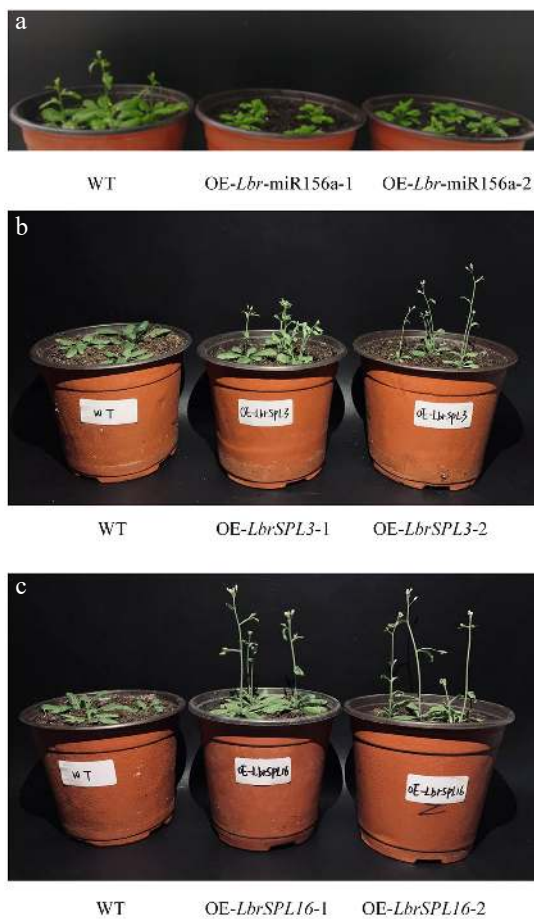 a
WT OE-Lbr-miR156a-1 OE-Lbr-miR156a-2
b
WT OE-LbrSPL3 OE-LbrSPL3
WT OE-LbrSPL3-1 OE-LbrSPL3-2
c
WT OE-LbrSPL16 OE-LbrSPL16
2
WT OE-LbrSPL16-1 OE-LbrSPL16-2